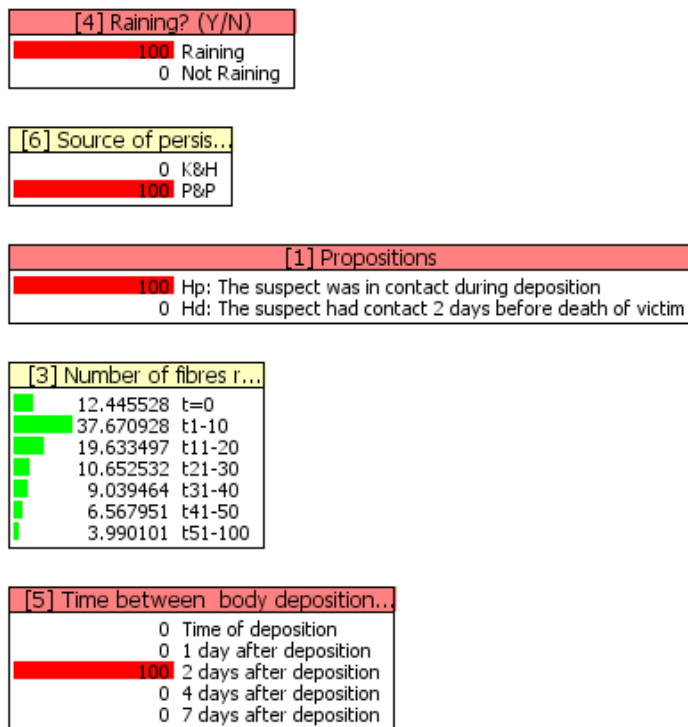 [4] Raining? (Y/N)
100 Raining
0 Not Raining
[6] Source of persis...
0 K&H
100 P&P
[1] Propositions
100 Hp: The suspect was in contact during deposition
0 Hd: The suspect had contact 2 days before death of victim
[3] Number of fibres r...
12.445528 t=0
37.670928 t1-10
19.633497 t11-20
10.652532 t21-30
9.039464 t31-40
6.567951 t41-50
3.990101 t51-100
[5] Time between body deposition...
0 Time of deposition
0 1 day after deposition
100 2 days after deposition
0 4 days after deposition
0 7 days after deposition